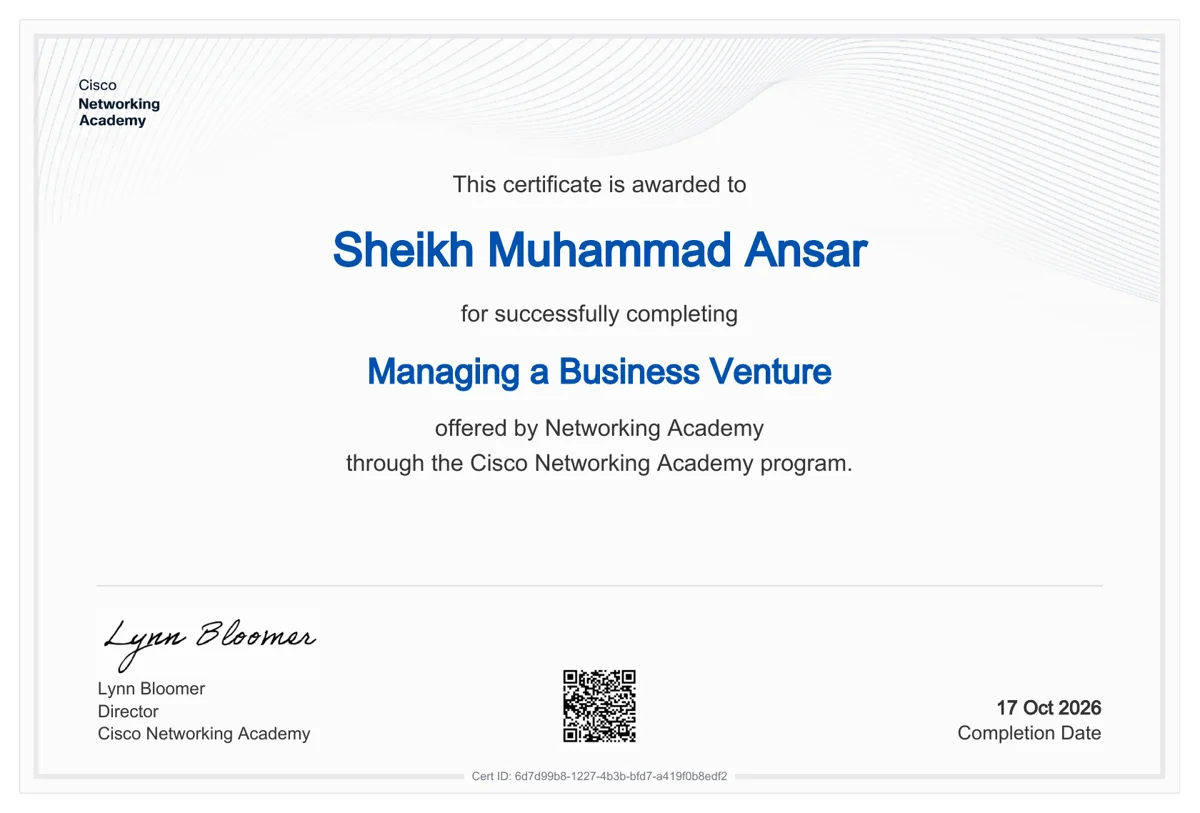 Cisco
Networking
Academy
This certificate is awarded to
Sheikh Muhammad Ansar
for successfully completing
Managing a Business Venture
offered by Networking Academy
through the Cisco Networking Academy program.
Lynn Bloomer
Lynn Bloomer
Director
Cisco Networking Academy
17 Oct 2026
Completion Date
Cert ID: 6d7d99b8-1227-4b3b-bfd7-a419f0b8edf2